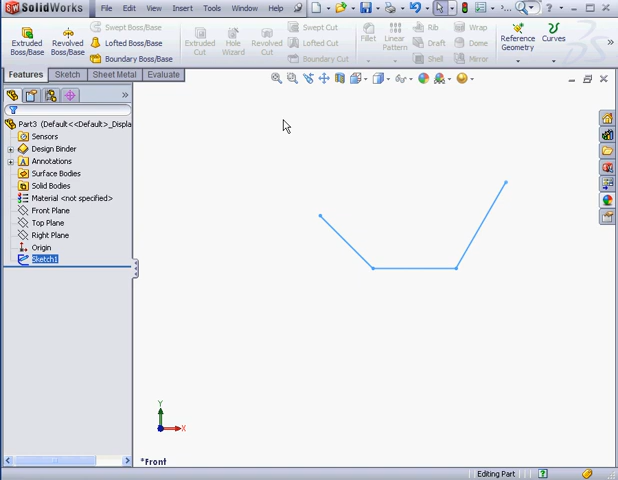 SolidWorks File Edit View Insert Tools Window Help
Extruded Boss/Base
Revolved Boss/Base
Swept Boss/Base
Lofted Boss/Base
Boundary Boss/Base
Extruded Cut
Hole Wizard
Revolved Cut
Swept Cut
Lofted Cut
Boundary Cut
Fillet
Linear Pattern
Rib
Draft
Shell
Wrap
Dome
Mirror
Reference Geometry
Curves
Features Sketch Sheet Metal Evaluate
Part3 (Default<<Default>_Displa
Sensors
Design Binder
Annotations
Surface Bodies
Solid Bodies
Material <not specified>
Front Plane
Top Plane
Right Plane
Origin
Sketch1
Y
X
*Front
Editing Part